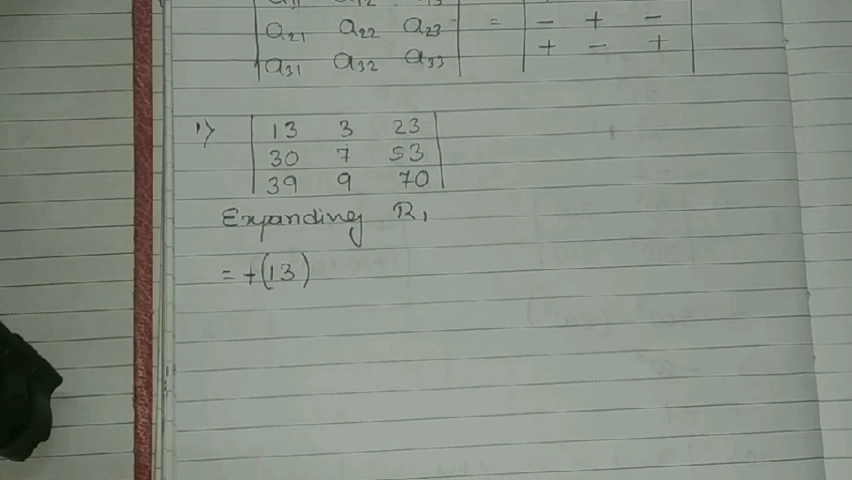 a21 a22 a23 = - + -
a31 a32 a33 + - +
1) 13 3 23
30 7 53
39 9 70
Expanding R1
= +(13)